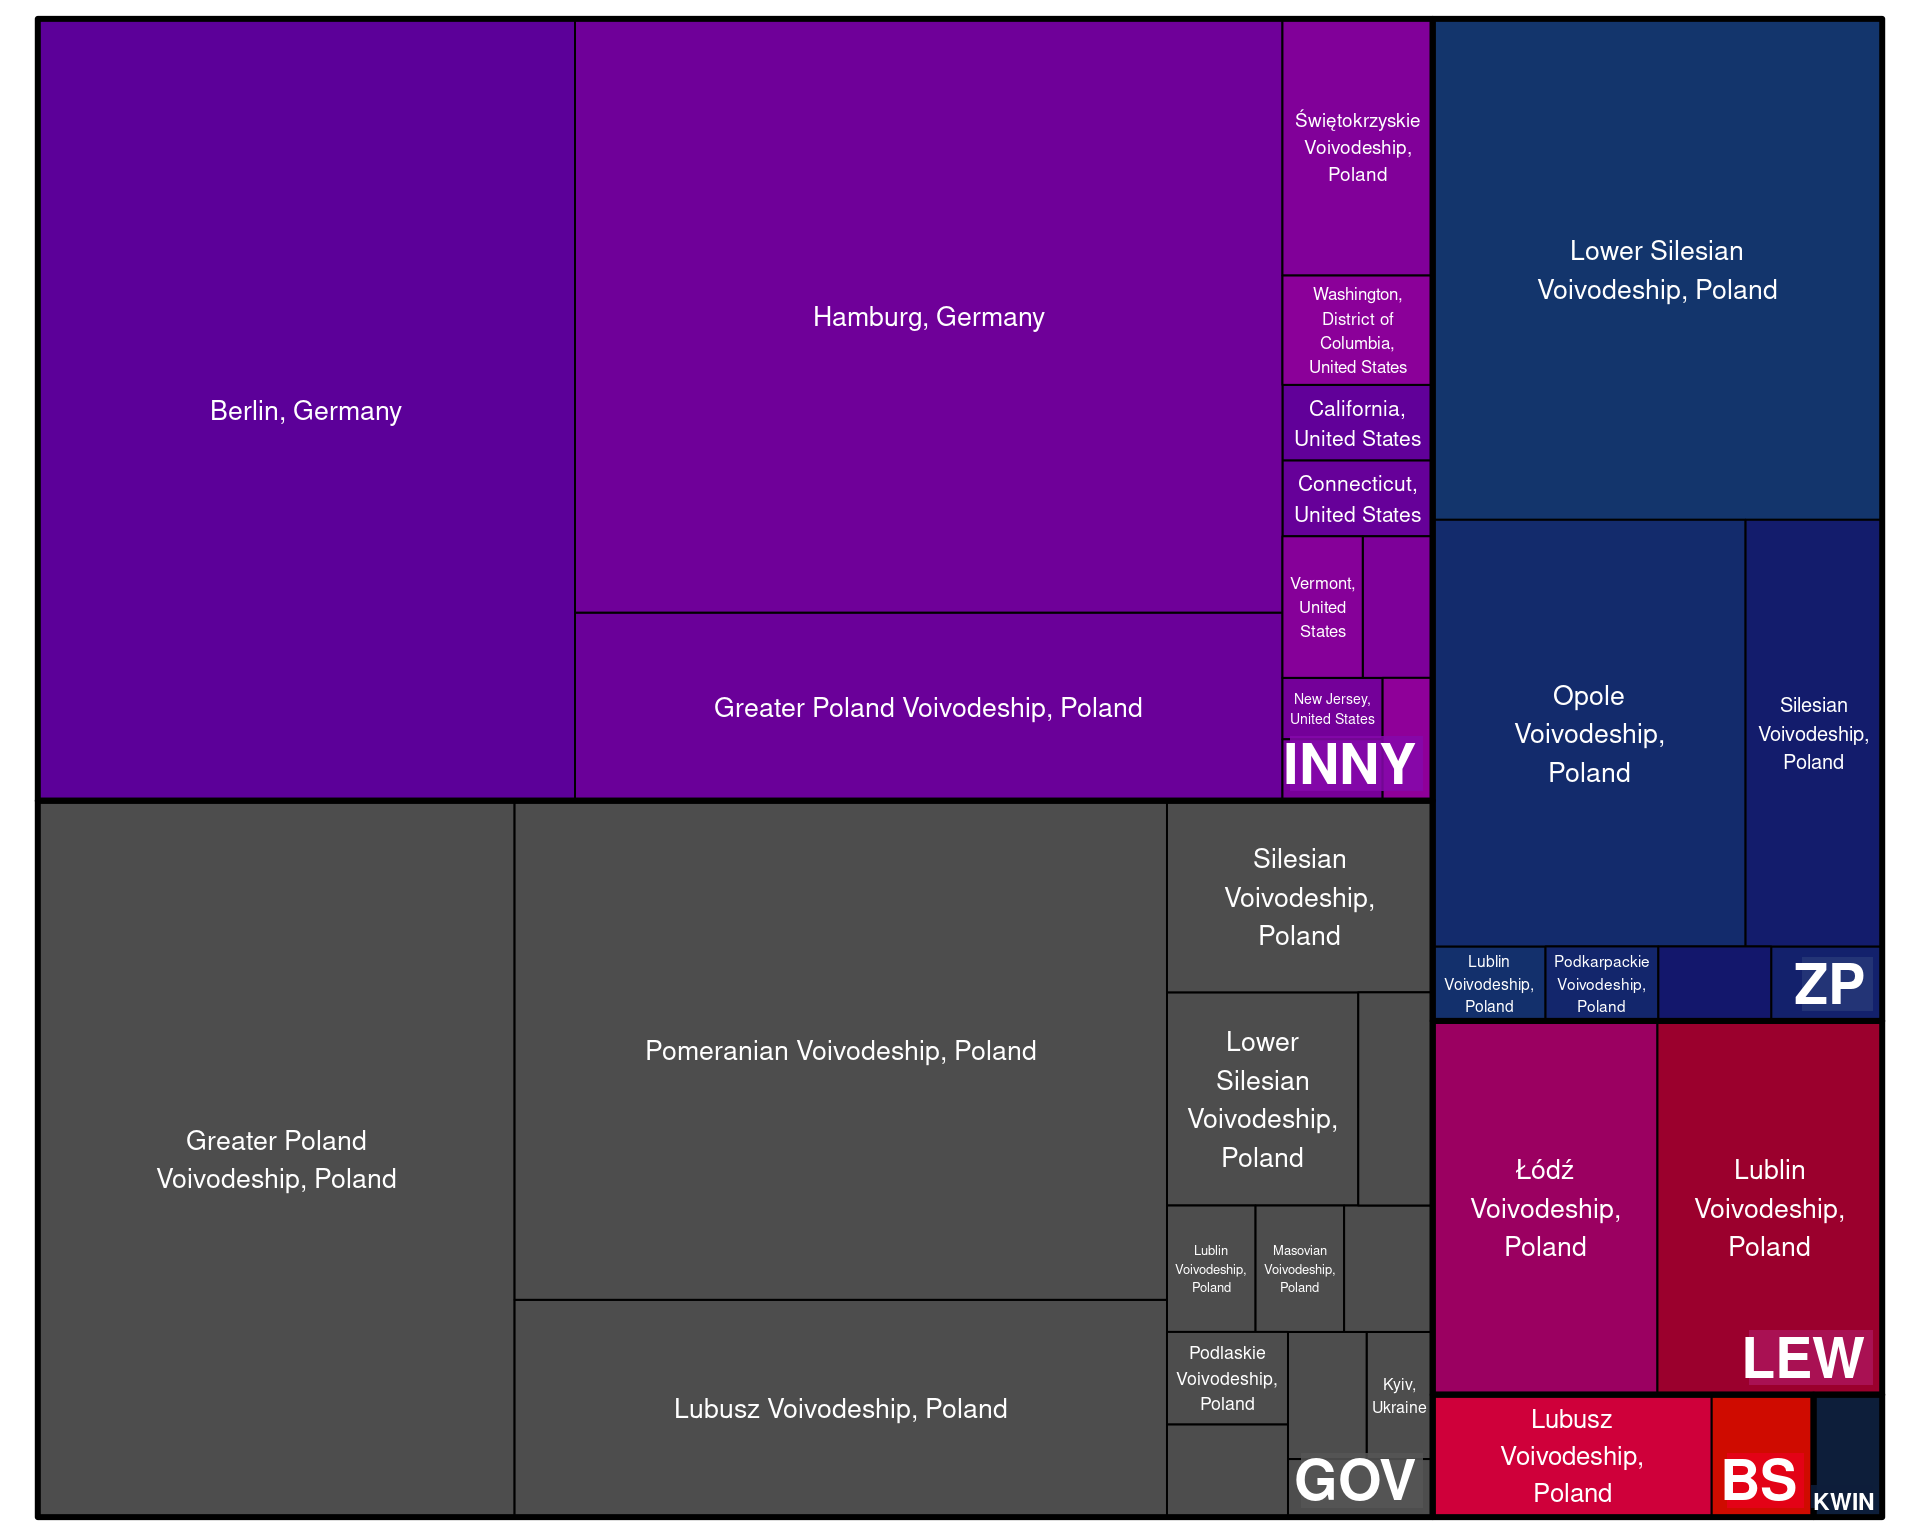 Berlin, Germany
Hamburg, Germany
Greater Poland Voivodeship, Poland
Świętokrzyskie
Voivodeship,
Poland
Washington,
District of
Columbia,
United States
California,
United States
Connecticut,
United States
Vermont,
United
States
New Jersey,
United States
INNY
Greater Poland
Voivodeship, Poland
Pomeranian Voivodeship, Poland
Lubusz Voivodeship, Poland
Silesian
Voivodeship,
Poland
Lower
Silesian
Voivodeship,
Poland
Lublin
Voivodeship,
Poland
Masovian
Voivodeship,
Poland
Podlaskie
Voivodeship,
Poland
Kyiv,
Ukraine
GOV
Lower Silesian
Voivodeship, Poland
Opole
Voivodeship,
Poland
Silesian
Voivodeship,
Poland
Lublin
Voivodeship,
Poland
Podkarpackie
Voivodeship,
Poland
ZP
Łódź
Voivodeship,
Poland
Lublin
Voivodeship,
Poland
LEW
Lubusz
Voivodeship,
Poland
BS
KWIN